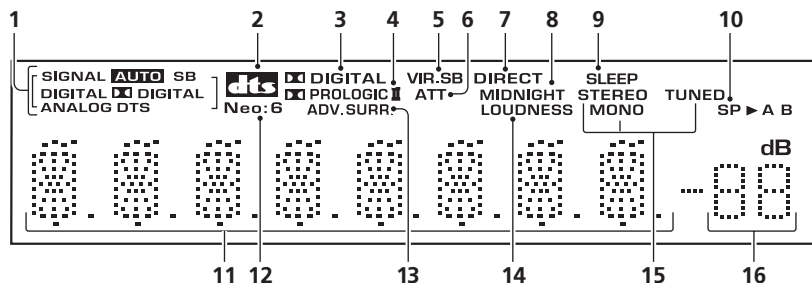 1 2 3 4 5 6 7 8 9 10
SIGNAL AUTO SB dts DIGITAL VIR.SB DIRECT SLEEP
DIGITAL DIGITAL PROLOGIC II ATT MIDNIGHT STEREO TUNED
ANALOG DTS Neo:6 ADV.SURR. LOUDNESS MONO SP ► A B
dB
11 12 13 14 15 16